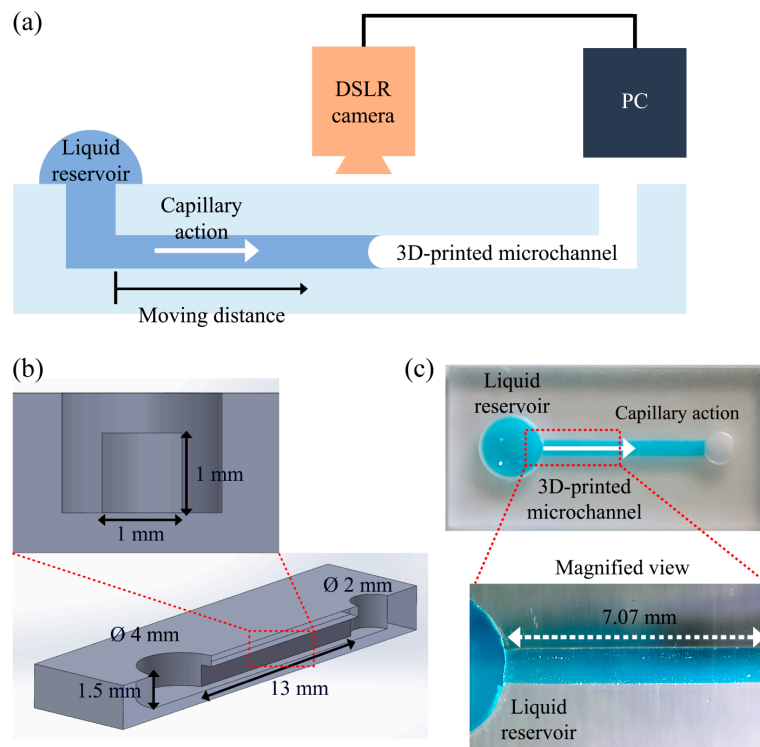 (a)
DSLR
camera
PC
Liquid
reservoir
Capillary
action
3D-printed microchannel
Moving distance
(b)
1 mm
1 mm
Ø 2 mm
Ø 4 mm
1.5 mm
13 mm
(c)
Liquid
reservoir
Capillary action
3D-printed
microchannel
Magnified view
7.07 mm
Liquid
reservoir